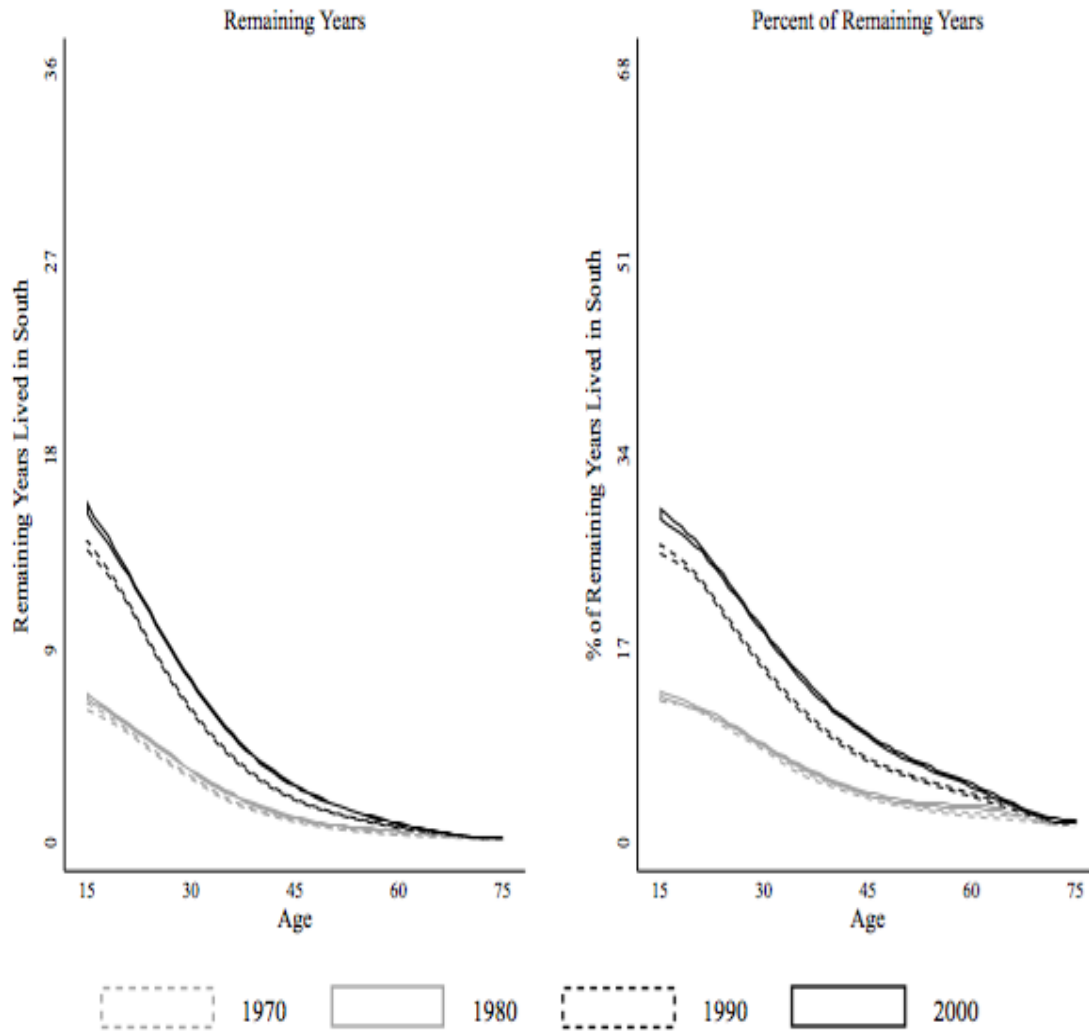 Remaining Years
Percent of Remaining Years
Remaining Years Lived in South
36
27
18
9
0
15 30 45 60 75
Age
% of Remaining Years Lived in South
68
51
34
17
0
15 30 45 60 75
Age
1970 1980 1990 2000